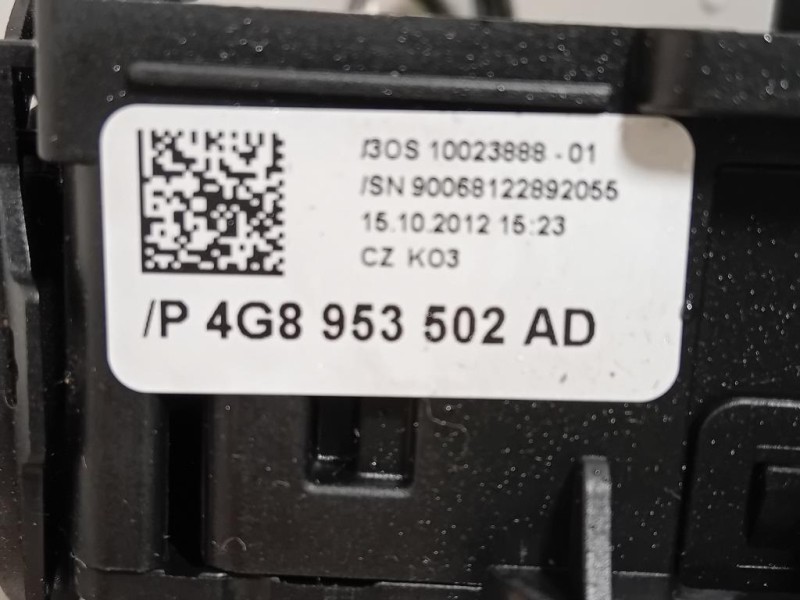 /3OS 10023888 - 01
/SN 90068122892055
15.10.2012 15:23
CZ K03
/P 4G8 953 502 AD